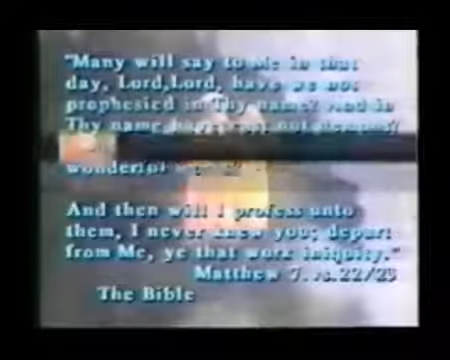 "Many will say to Me in that
day, Lord,Lord, have we not
prophesied in Thy name? And in
Thy name have not
wonderful
And then will I profess unto
them, I never knew you; depart
from Me, ye that work iniquity."
Matthew 7.vs.22/23
The Bible